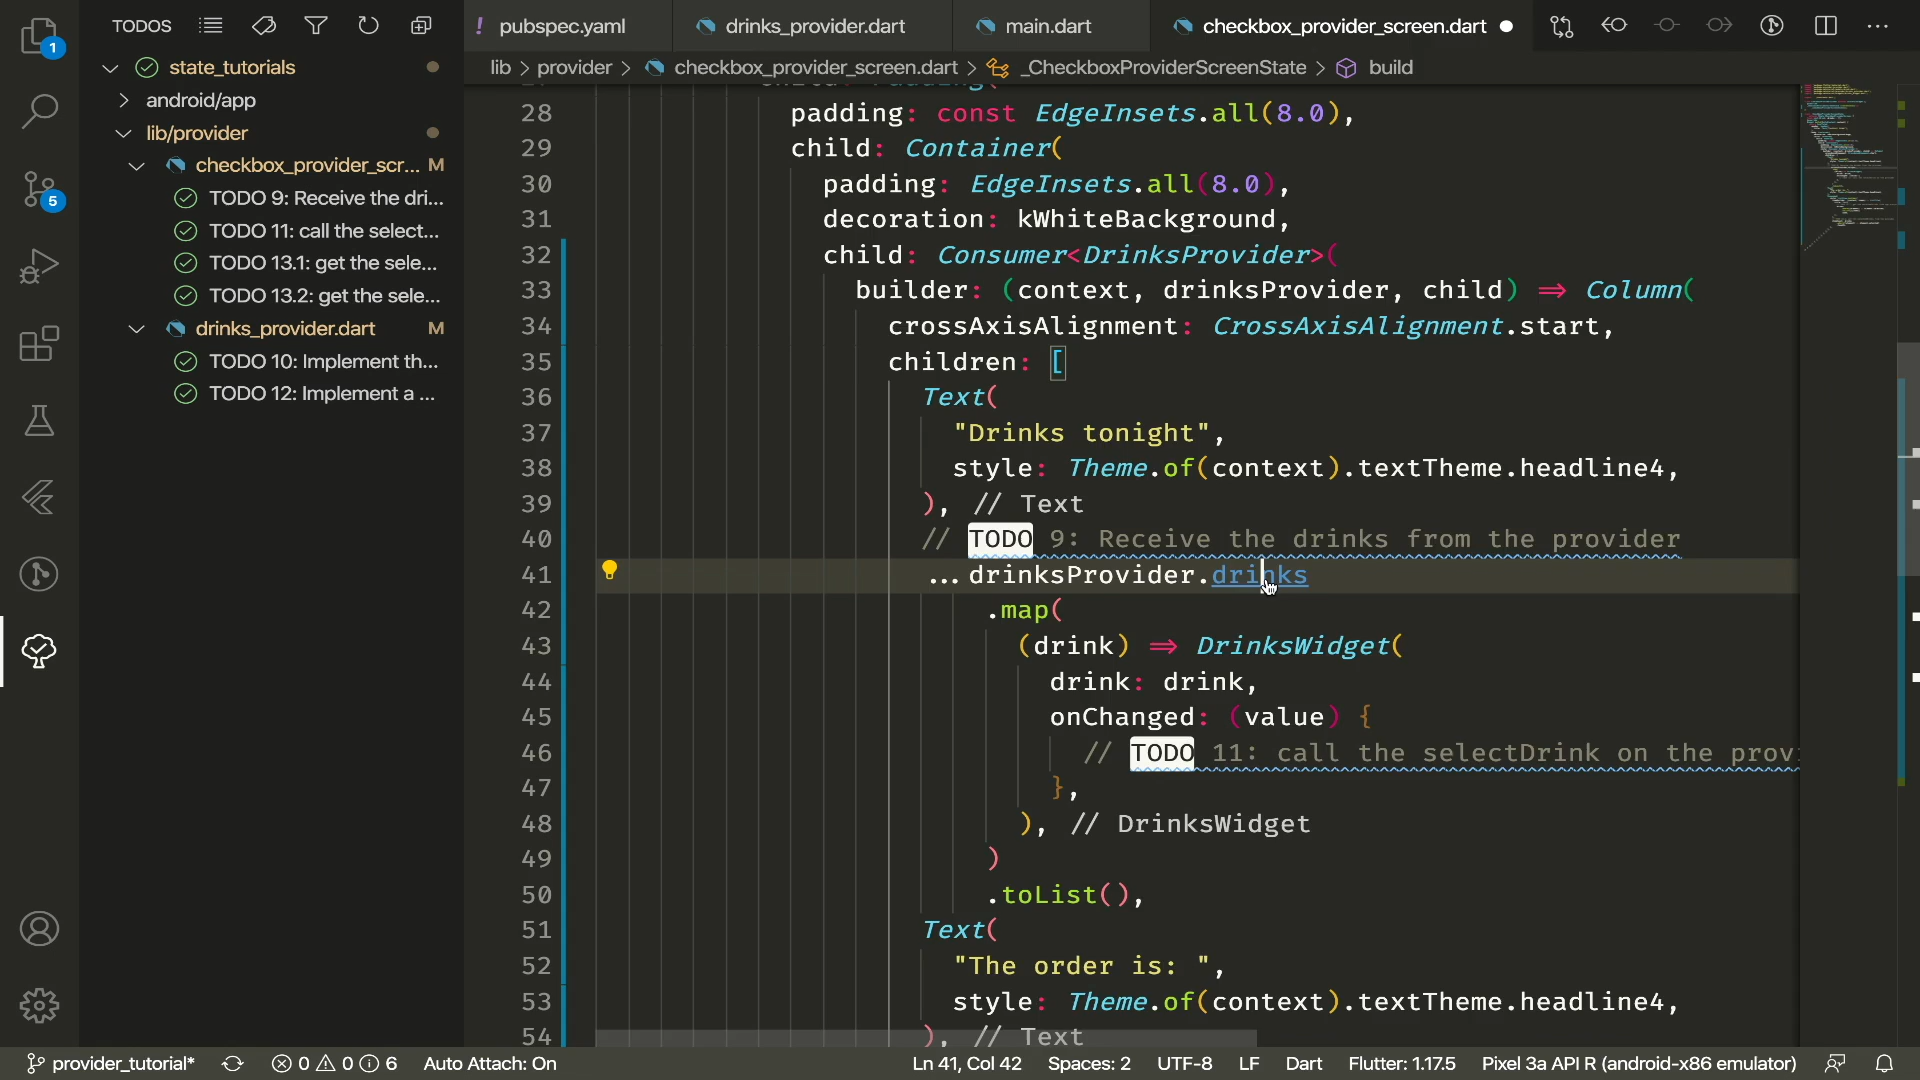 TODOS
! pubspec.yaml
drinks_provider.dart
main.dart
checkbox_provider_screen.dart
lib > provider > checkbox_provider_screen.dart > _CheckboxProviderScreenState > build
1
5
state_tutorials
android/app
lib/provider
checkbox_provider_scr... M
TODO 9: Receive the dri...
TODO 11: call the select...
TODO 13.1: get the sele...
TODO 13.2: get the sele...
drinks_provider.dart M
TODO 10: Implement th...
TODO 12: Implement a ...
28 padding: const EdgeInsets.all(8.0),
29 child: Container(
30 padding: EdgeInsets.all(8.0),
31 decoration: kWhiteBackground,
32 child: Consumer<DrinksProvider>(
33 builder: (context, drinksProvider, child) => Column(
34 crossAxisAlignment: CrossAxisAlignment.start,
35 children: [
36 Text(
37 "Drinks tonight",
38 style: Theme.of(context).textTheme.headline4,
39 ), // Text
40 // TODO 9: Receive the drinks from the provider
41 ...drinksProvider.drinks
42 .map(
43 (drink) => DrinksWidget(
44 drink: drink,
45 onChanged: (value) {
46 // TODO 11: call the selectDrink on the prov
47 },
48 ), // DrinksWidget
49 )
50 .toList(),
51 Text(
52 "The order is: ",
53 style: Theme.of(context).textTheme.headline4,
54 ), // Text
provider_tutorial* 0 0 6 Auto Attach: On Ln 41, Col 42 Spaces: 2 UTF-8 LF Dart Flutter: 1.17.5 Pixel 3a API R (android-x86 emulator)